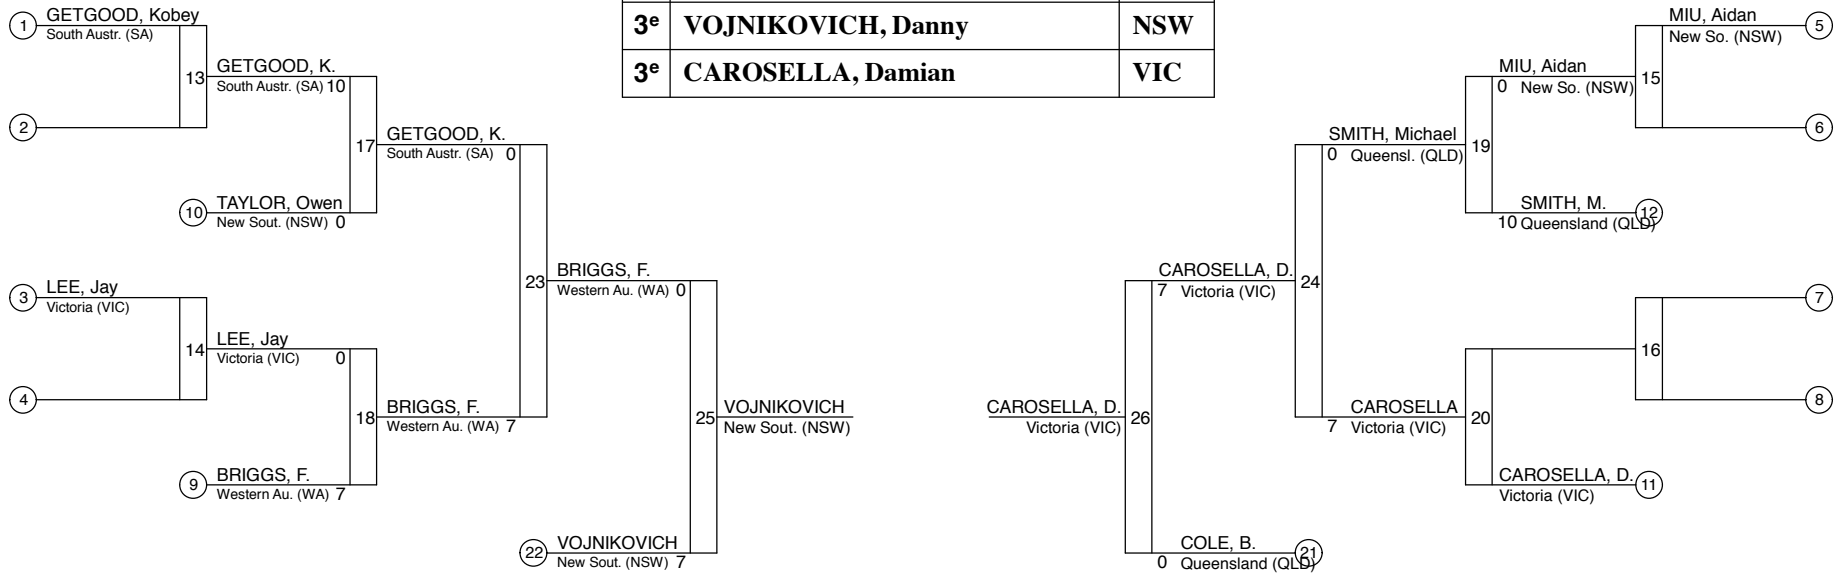 3e VOJNIKOVICH, Danny NSW
3e CAROSELLA, Damian VIC
1 GETGOOD, Kobey
South Austr. (SA)
13 GETGOOD, K.
South Austr. (SA) 10
2
17 GETGOOD, K.
South Austr. (SA) 0
10 TAYLOR, Owen
New Sout. (NSW) 0
3 LEE, Jay
Victoria (VIC)
14 LEE, Jay
Victoria (VIC) 0
4
18 BRIGGS, F.
Western Au. (WA) 7
9 BRIGGS, F.
Western Au. (WA) 7
23 BRIGGS, F.
Western Au. (WA) 0
25 VOJNIKOVICH
New Sout. (NSW)
22 VOJNIKOVICH
New Sout. (NSW) 7
MIU, Aidan 5
New So. (NSW)
MIU, Aidan 15
0 New So. (NSW)
6
SMITH, Michael 19
0 Queensl. (QLD)
SMITH, M. 12
10 Queensland (QLD)
CAROSELLA, D. 24
7 Victoria (VIC)
7
16
8
CAROSELLA, D. 26
Victoria (VIC)
CAROSELLA 20
7 Victoria (VIC)
CAROSELLA, D. 11
Victoria (VIC)
COLE, B. 21
0 Queensland (QLD)